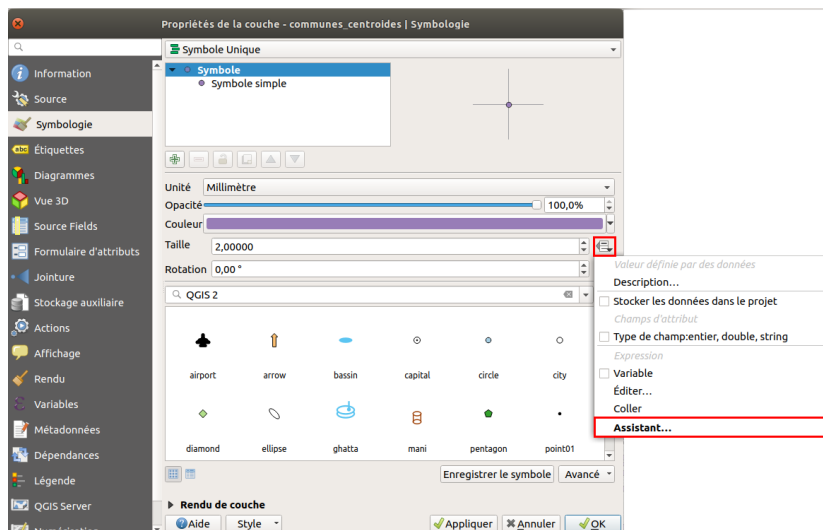 Propriétés de la couche - communes_centroides | Symbologie
Information
Source
Symbologie
abc Étiquettes
Diagrammes
Vue 3D
Source Fields
Formulaire d'attributs
Jointure
Stockage auxiliaire
Actions
Affichage
Rendu
Variables
Métadonnées
Dépendances
Légende
QGIS Server
Symbole Unique
Symbole
Symbole simple
Unité Millimètre
Opacité 100,0%
Couleur
Taille 2,00000
Rotation 0,00 °
QGIS 2
airport arrow bassin capital circle city
diamond ellipse ghatta mani pentagon point01
Enregistrer le symbole Avancé
Rendu de couche
Aide Style Appliquer Annuler OK
Valeur définie par des données
Description...
Stocker les données dans le projet
Champs d'attribut
Type de champ:entier, double, string
Expression
Variable
Éditer...
Coller
Assistant...